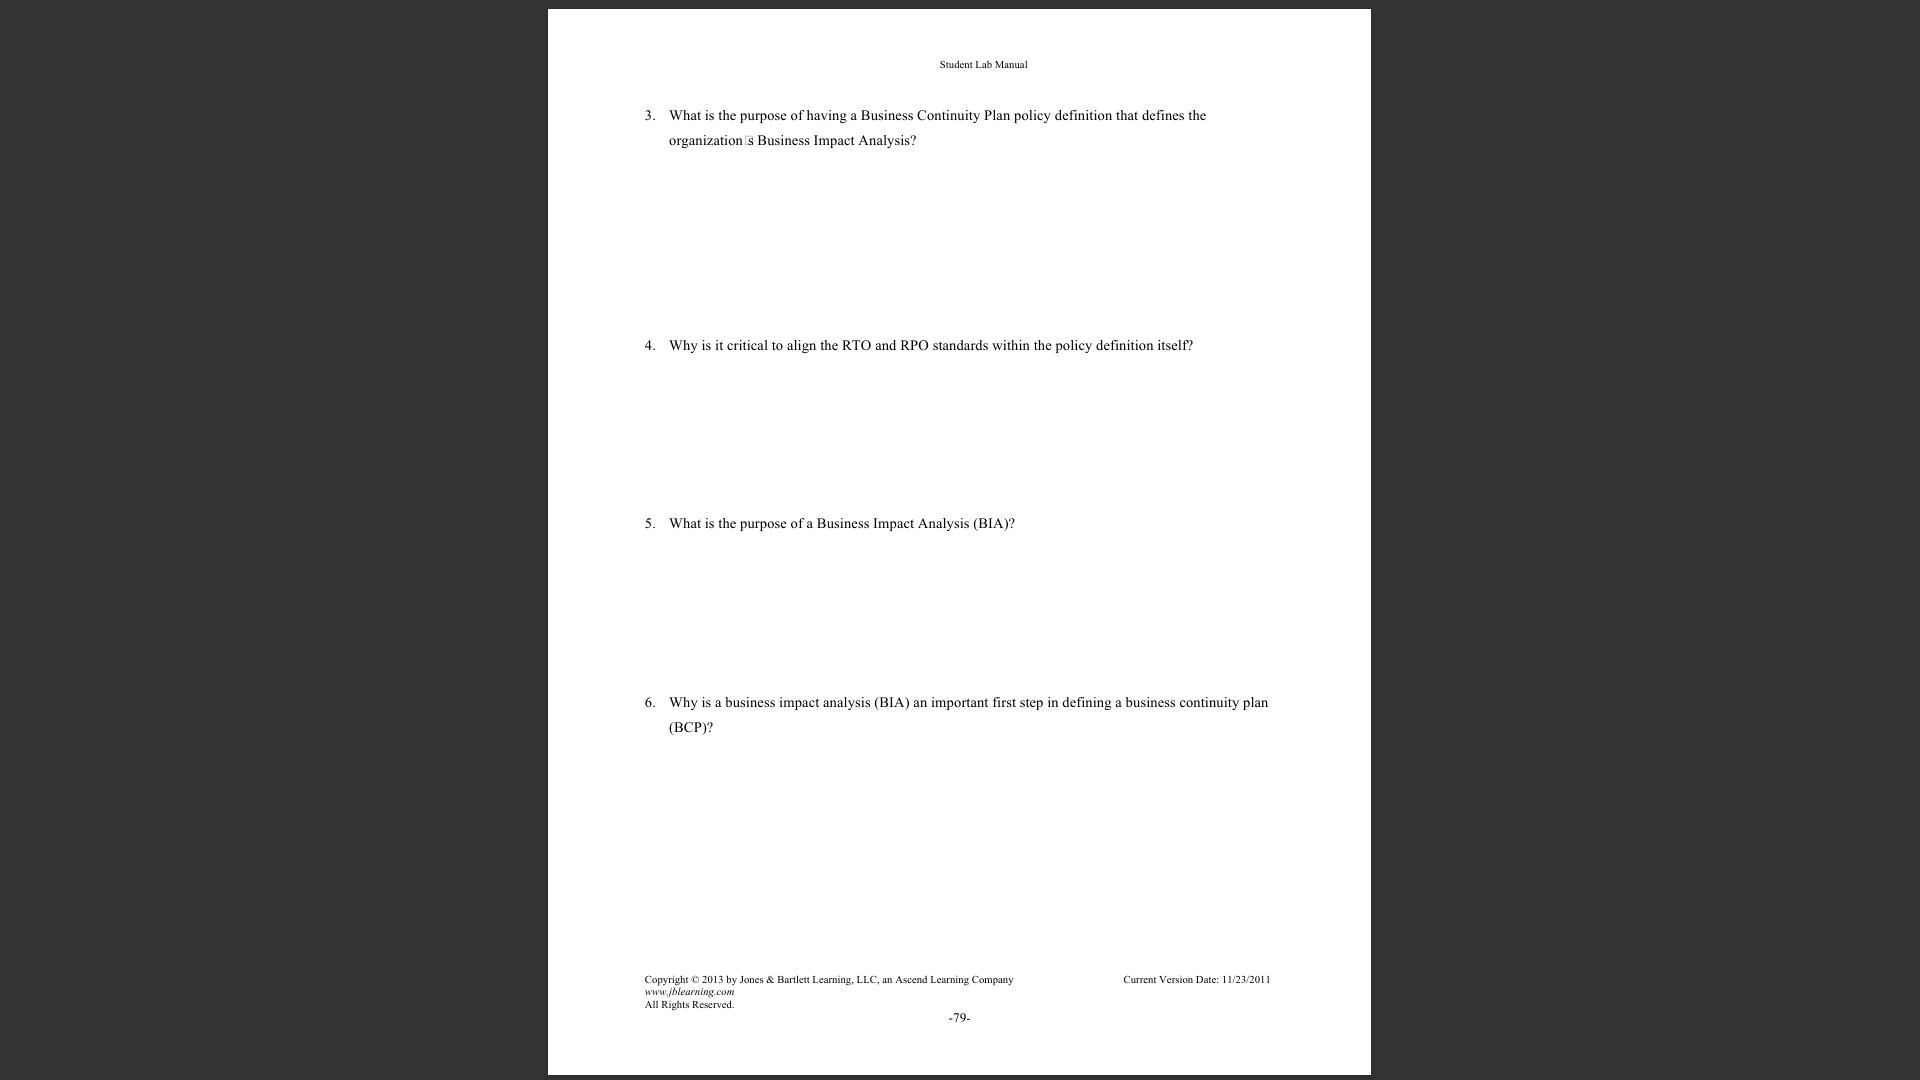 Student Lab Manual
3. What is the purpose of having a Business Continuity Plan policy definition that defines the
organization s Business Impact Analysis?
4. Why is it critical to align the RTO and RPO standards within the policy definition itself?
5. What is the purpose of a Business Impact Analysis (BIA)?
6. Why is a business impact analysis (BIA) an important first step in defining a business continuity plan
(BCP)?
Copyright © 2013 by Jones & Bartlett Learning, LLC, an Ascend Learning Company Current Version Date: 11/23/2011
www.jblearning.com
All Rights Reserved.
-79-